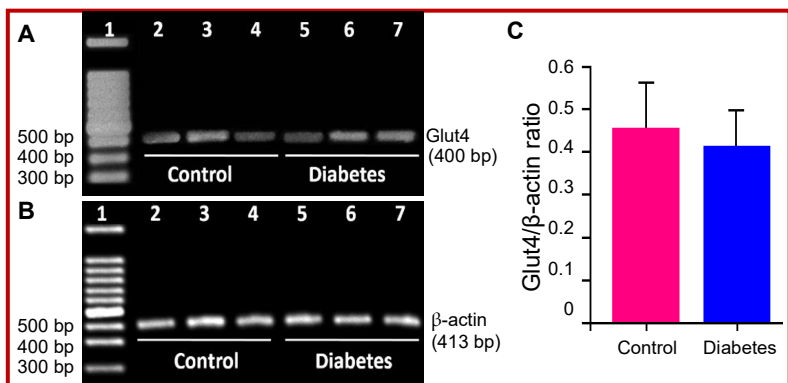 A
1 2 3 4 5 6 7
500 bp
400 bp
300 bp
Glut4
(400 bp)
Control Diabetes
B
1 2 3 4 5 6 7
500 bp
400 bp
300 bp
β-actin
(413 bp)
Control Diabetes
C
Glut4/β-actin ratio
0.6
0.5
0.4
0.3
0.2
0.1
0
Control Diabetes